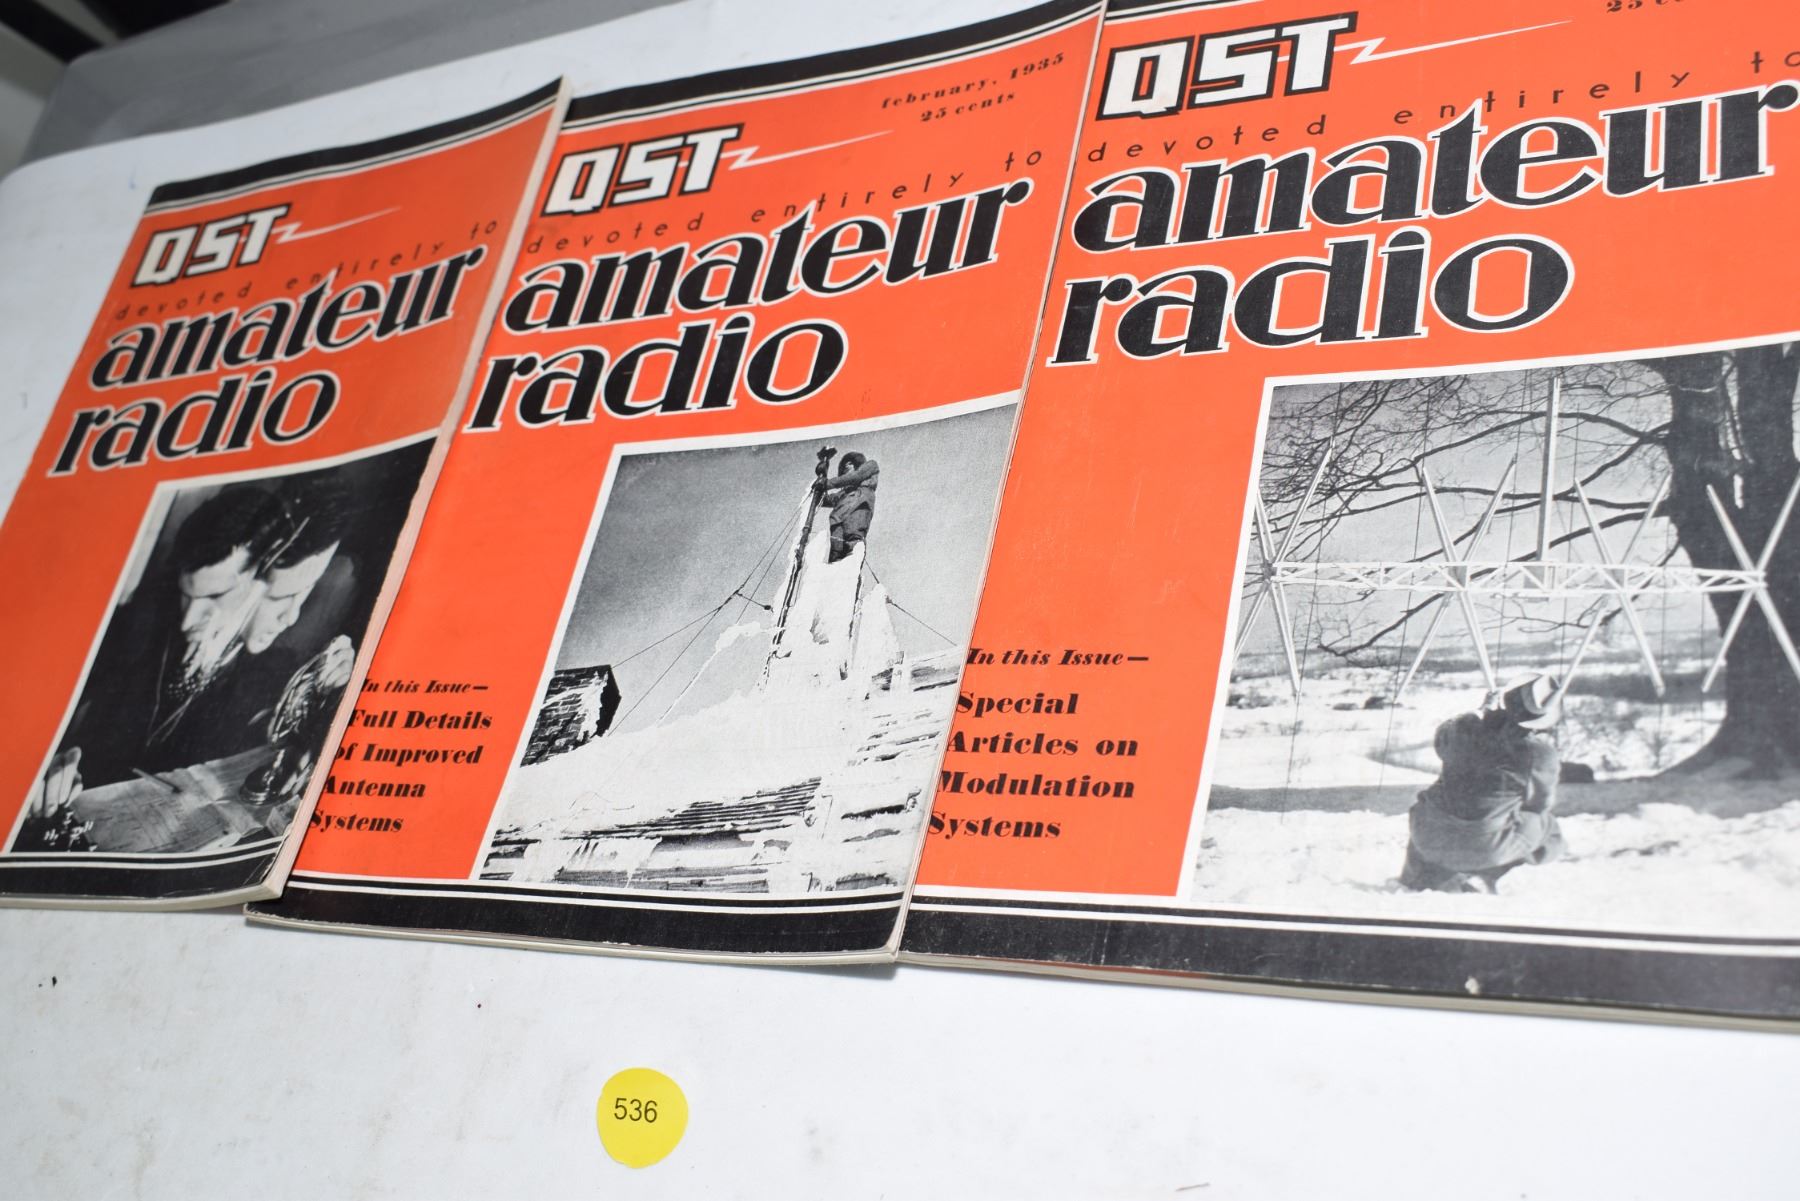 QST
devoted entirely to
amateur
radio
QST
february, 1935
25 cents
devoted entirely to
amateur
radio
In this Issue—
Full Details
of Improved
Antenna
Systems
QST
25
devoted entirely to
amateur
radio
In this Issue—
Special
Articles on
Modulation
Systems
536